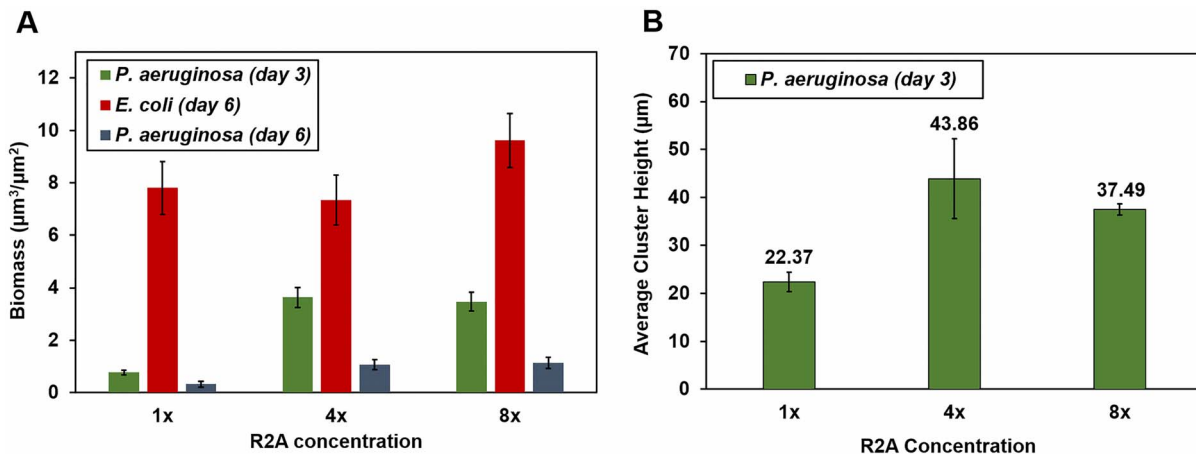 A
Biomass (µm³/µm²)
12
10
8
6
4
2
0
P. aeruginosa (day 3)
E. coli (day 6)
P. aeruginosa (day 6)
1x
4x
8x
R2A concentration
B
Average Cluster Height (µm)
70
60
50
40
30
20
10
0
P. aeruginosa (day 3)
22.37
43.86
37.49
1x
4x
8x
R2A Concentration